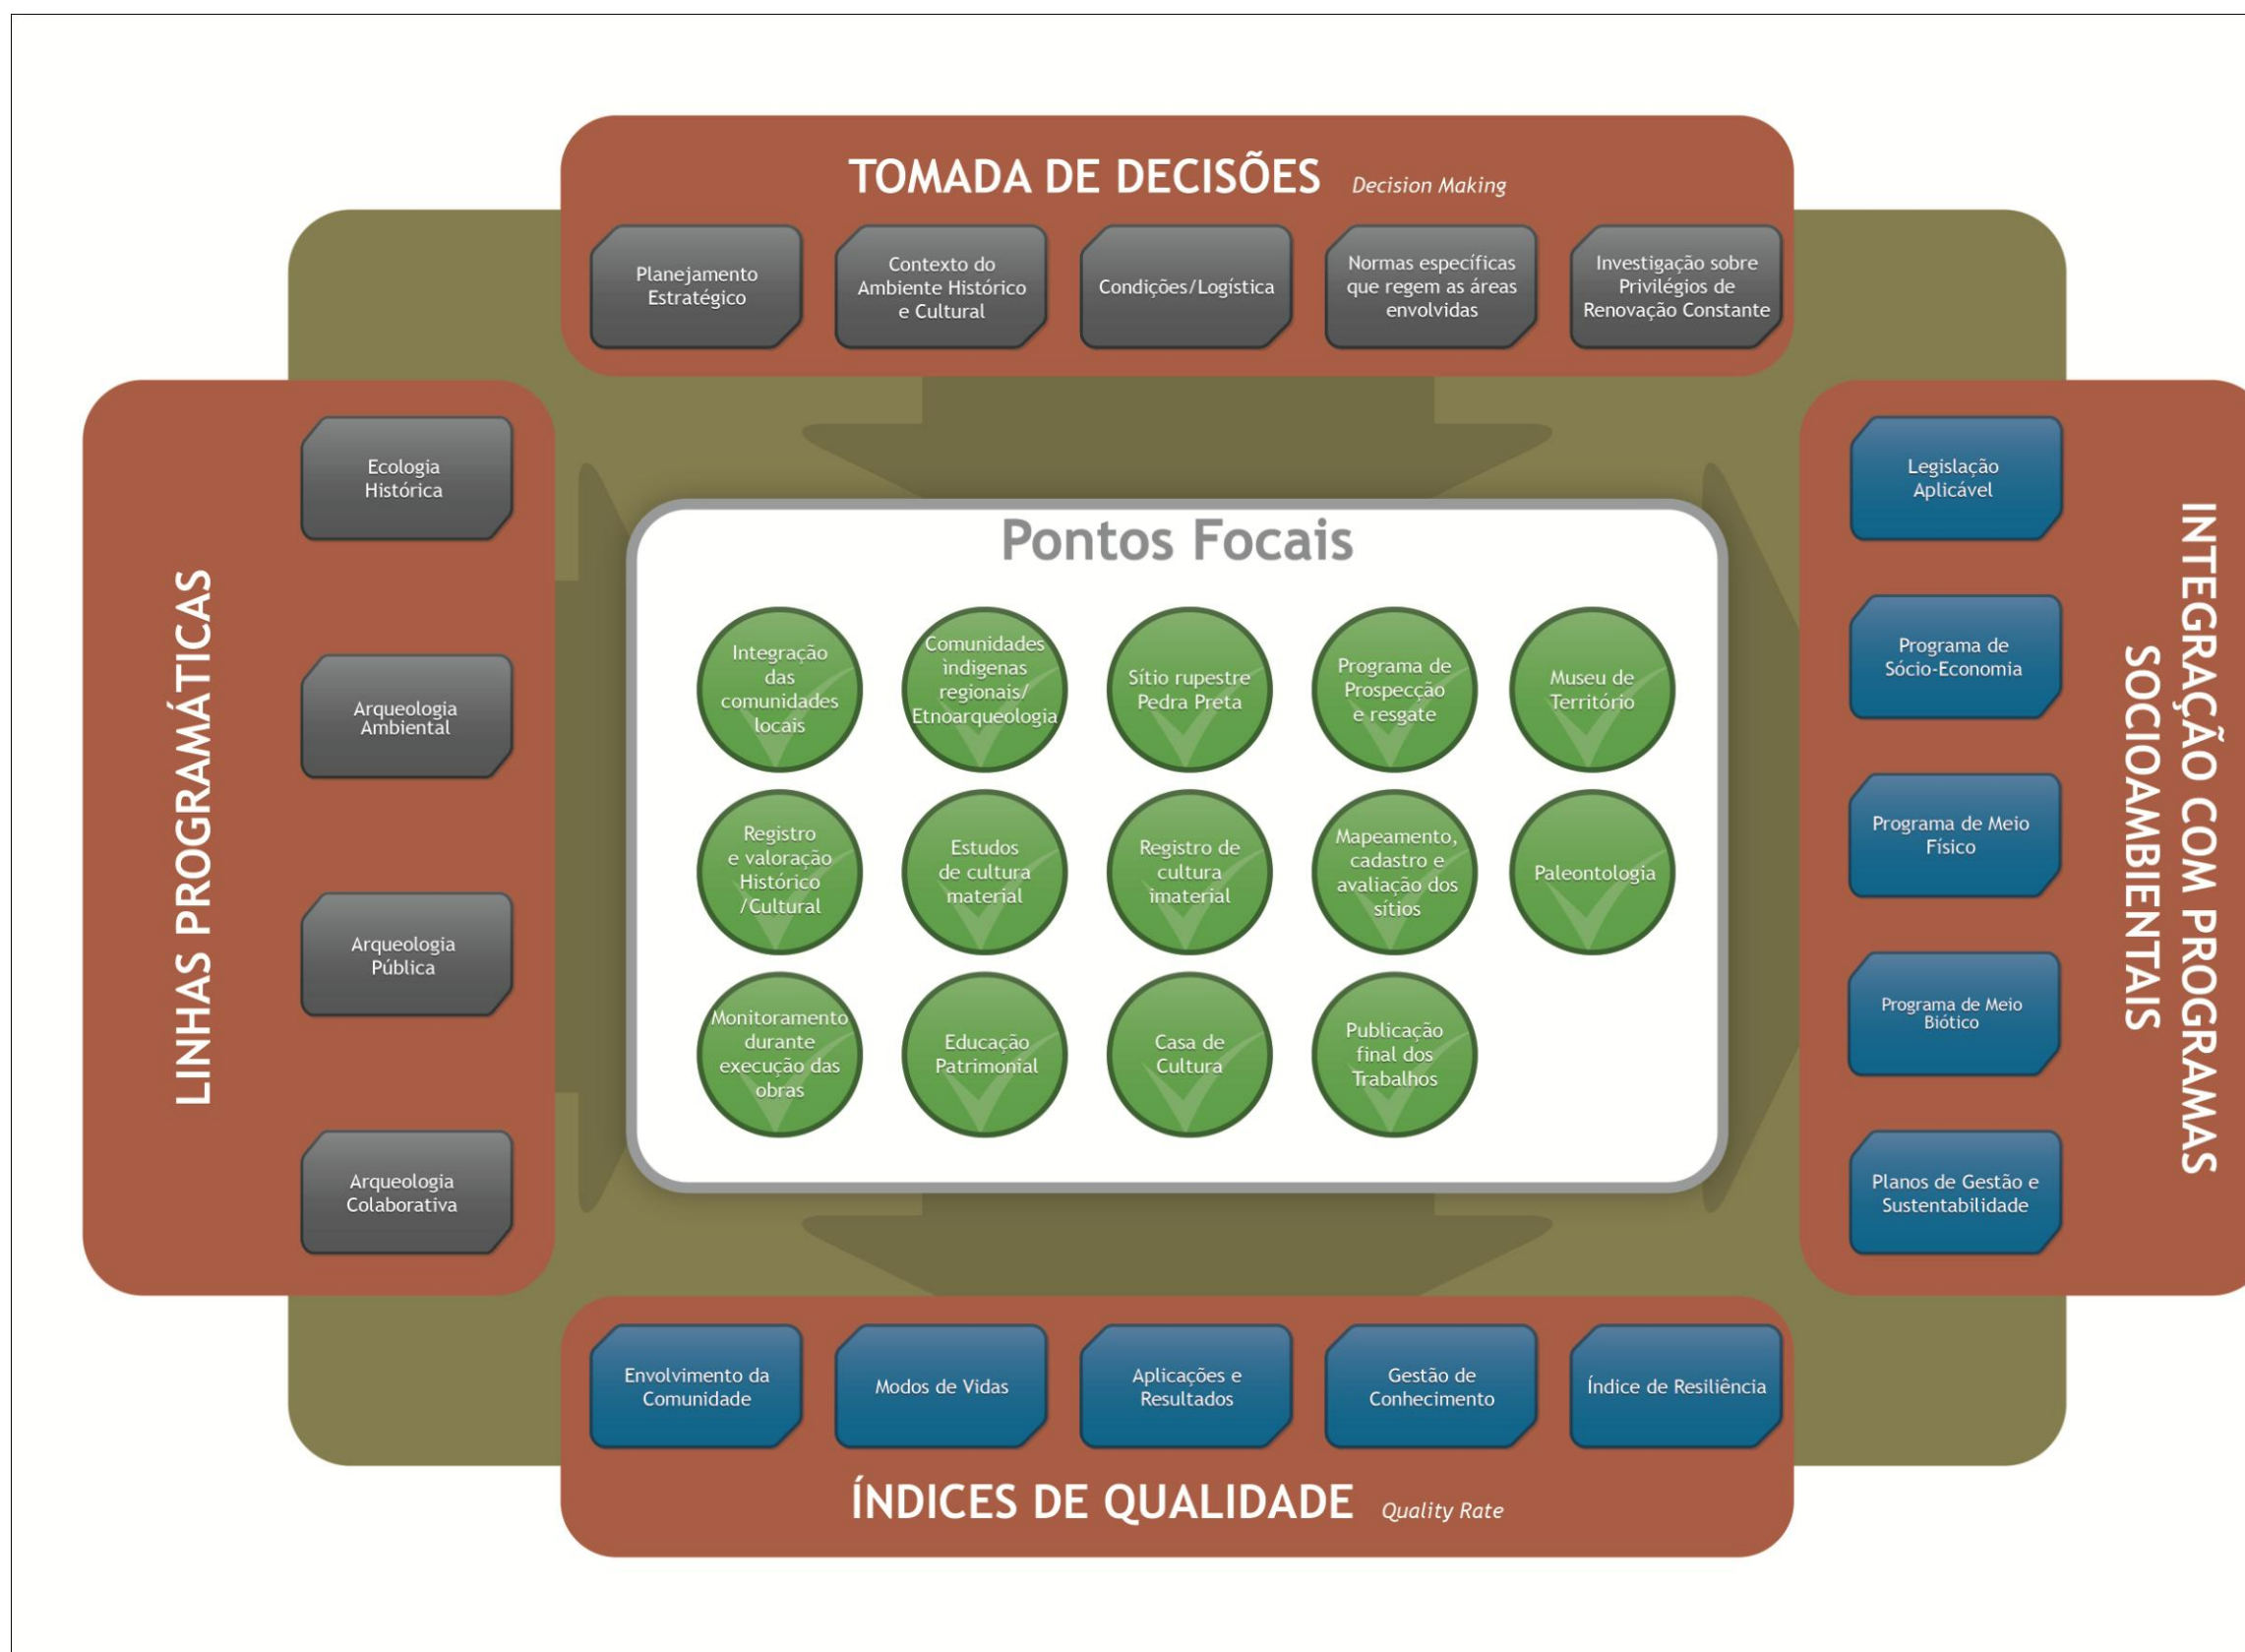 TOMADA DE DECISÕES Decision Making
Planejamento
Estratégico
Contexto do
Ambiente Histórico
e Cultural
Condições/Logística
Normas específicas
que regem as áreas
envolvidas
Investigação sobre
Privilégios de
Renovação Constante
LINHAS PROGRAMÁTICAS
Ecologia
Histórica
Arqueologia
Ambiental
Arqueologia
Pública
Arqueologia
Colaborativa
Pontos Focais
Integração
das
comunidades
locais
Comunidades
ìndigenas
regionais/
Etnoarqueologia
Sítio rupestre
Pedra Preta
Programa de
Prospecção
e resgate
Museu de
Território
Registro
e valoração
Histórico
/Cultural
Estudos
de cultura
material
Registro de
cultura
imaterial
Mapeamento,
cadastro e
avaliação dos
sítios
Paleontologia
Monitoramento
durante
execução das
obras
Educação
Patrimonial
Casa de
Cultura
Publicação
final dos
Trabalhos
INTEGRAÇÃO COM PROGRAMAS
SOCIOAMBIENTAIS
Legislação
Aplicável
Programa de
Sócio-Economia
Programa de Meio
Físico
Programa de Meio
Biótico
Planos de Gestão e
Sustentabilidade
Envolvimento da
Comunidade
Modos de Vidas
Aplicações e
Resultados
Gestão de
Conhecimento
Índice de Resiliência
ÍNDICES DE QUALIDADE Quality Rate